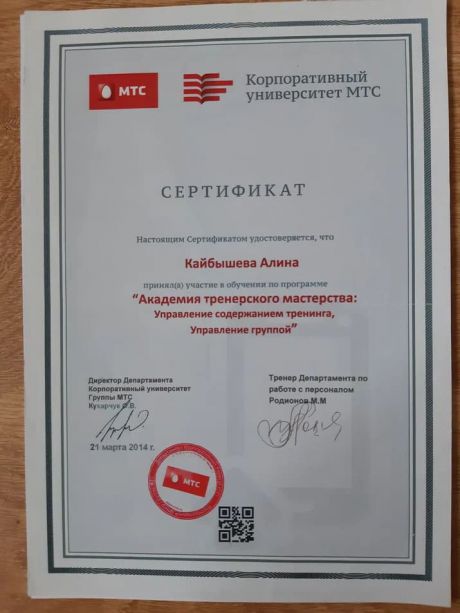 МТС
Корпоративный
университет МТС
СЕРТИФИКАТ
Настоящим Сертификатом удостоверяется, что
Кайбышева Алина
принял(а) участие в обучении по программе
“Академия тренерского мастерства:
Управление содержанием тренинга,
Управление группой”
Директор Департамента
Корпоративный университет
Группы МТС
Кухарчук О.В.
21 марта 2014 г.
Тренер Департамента по
работе с персоналом
Родионов М.М
МТС